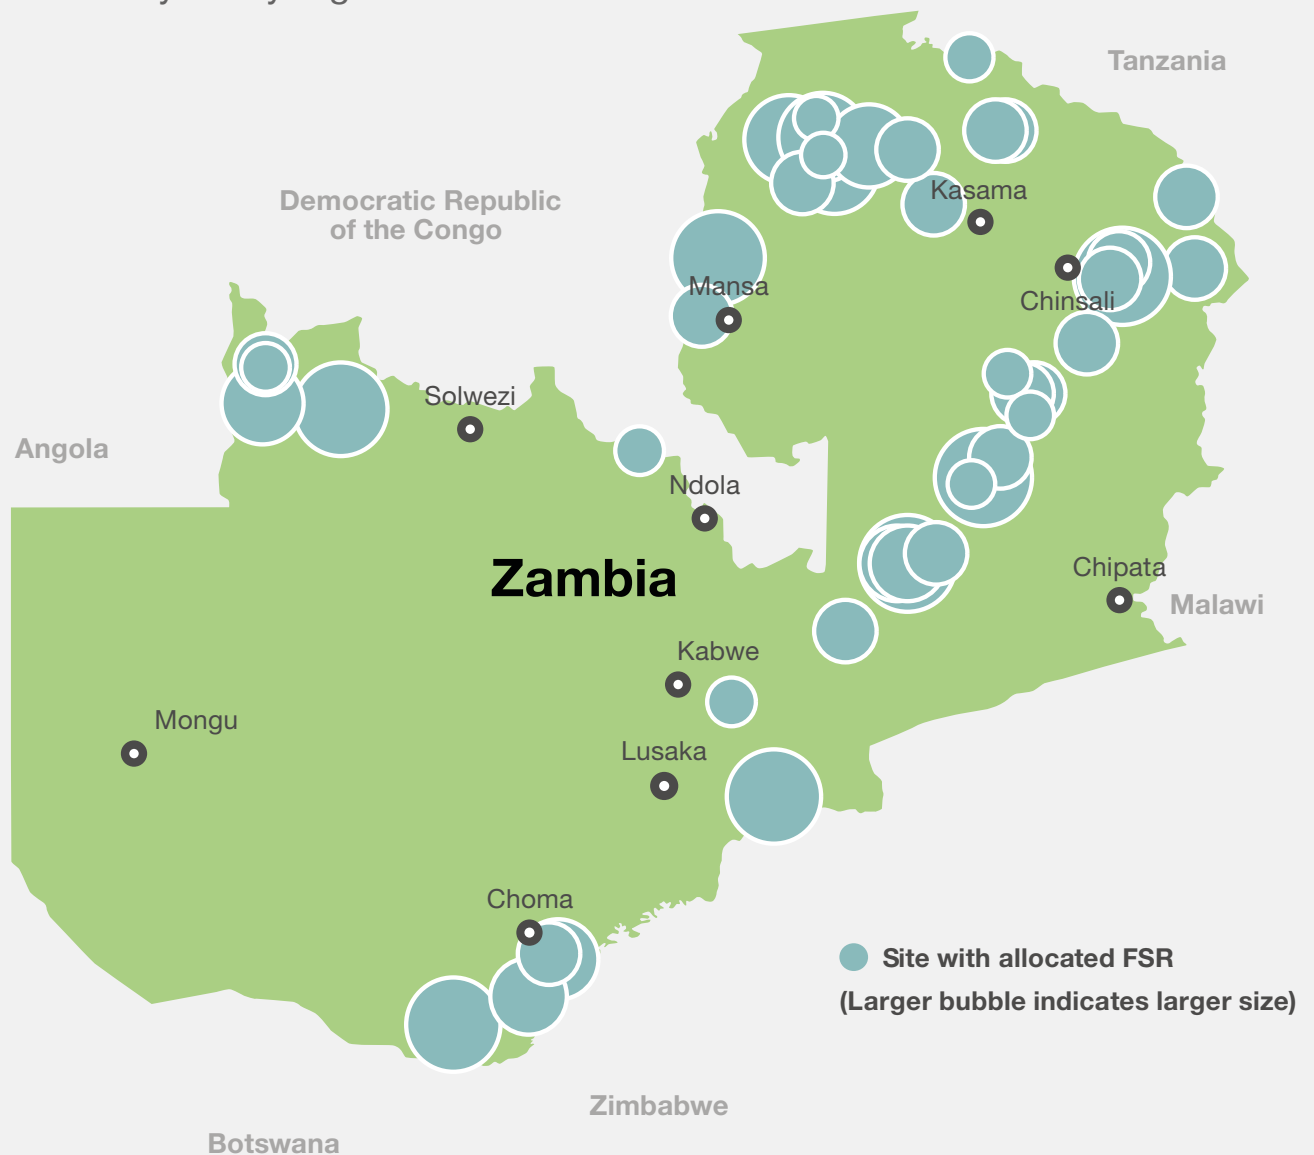 Tanzania
Democratic Republic
of the Congo
Kasama
Mansa
Chinsali
Solwezi
Angola
Ndola
Zambia
Chipata
Malawi
Kabwe
Mongu
Lusaka
Choma
Site with allocated FSR
(Larger bubble indicates larger size)
Zimbabwe
Botswana